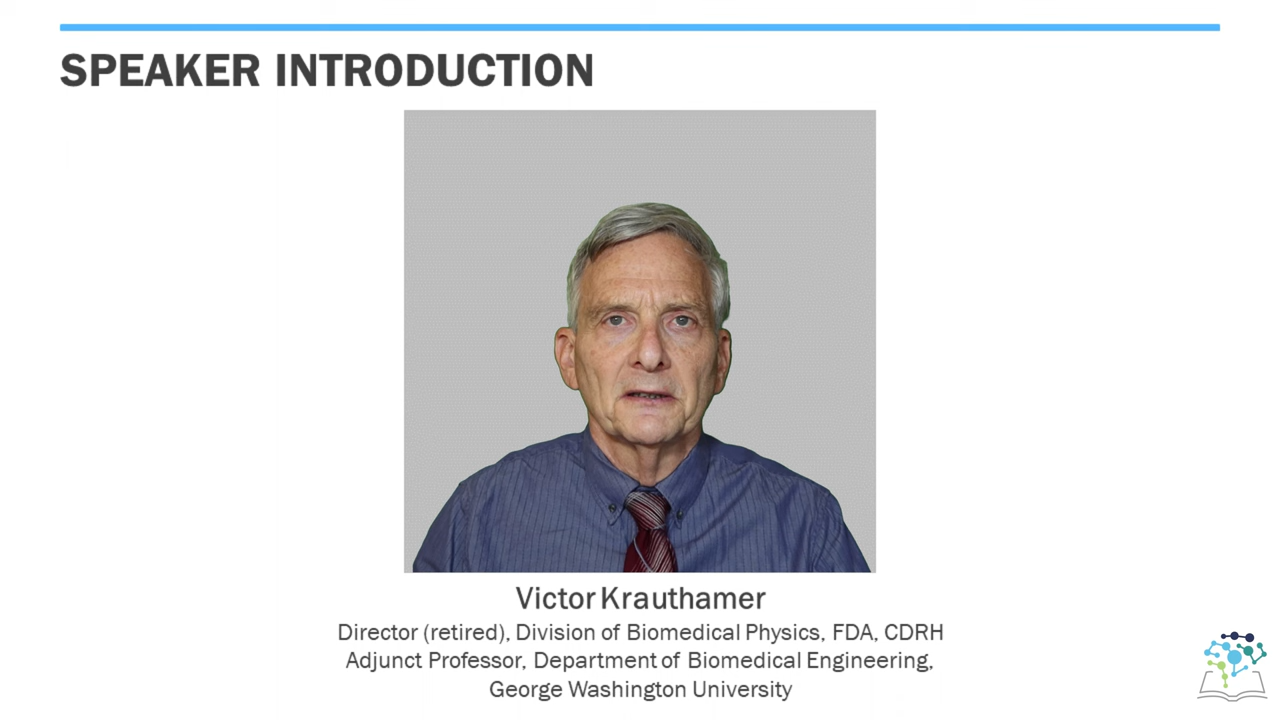 SPEAKER INTRODUCTION
Victor Krauthamer
Director (retired), Division of Biomedical Physics, FDA, CDRH
Adjunct Professor, Department of Biomedical Engineering,
George Washington University